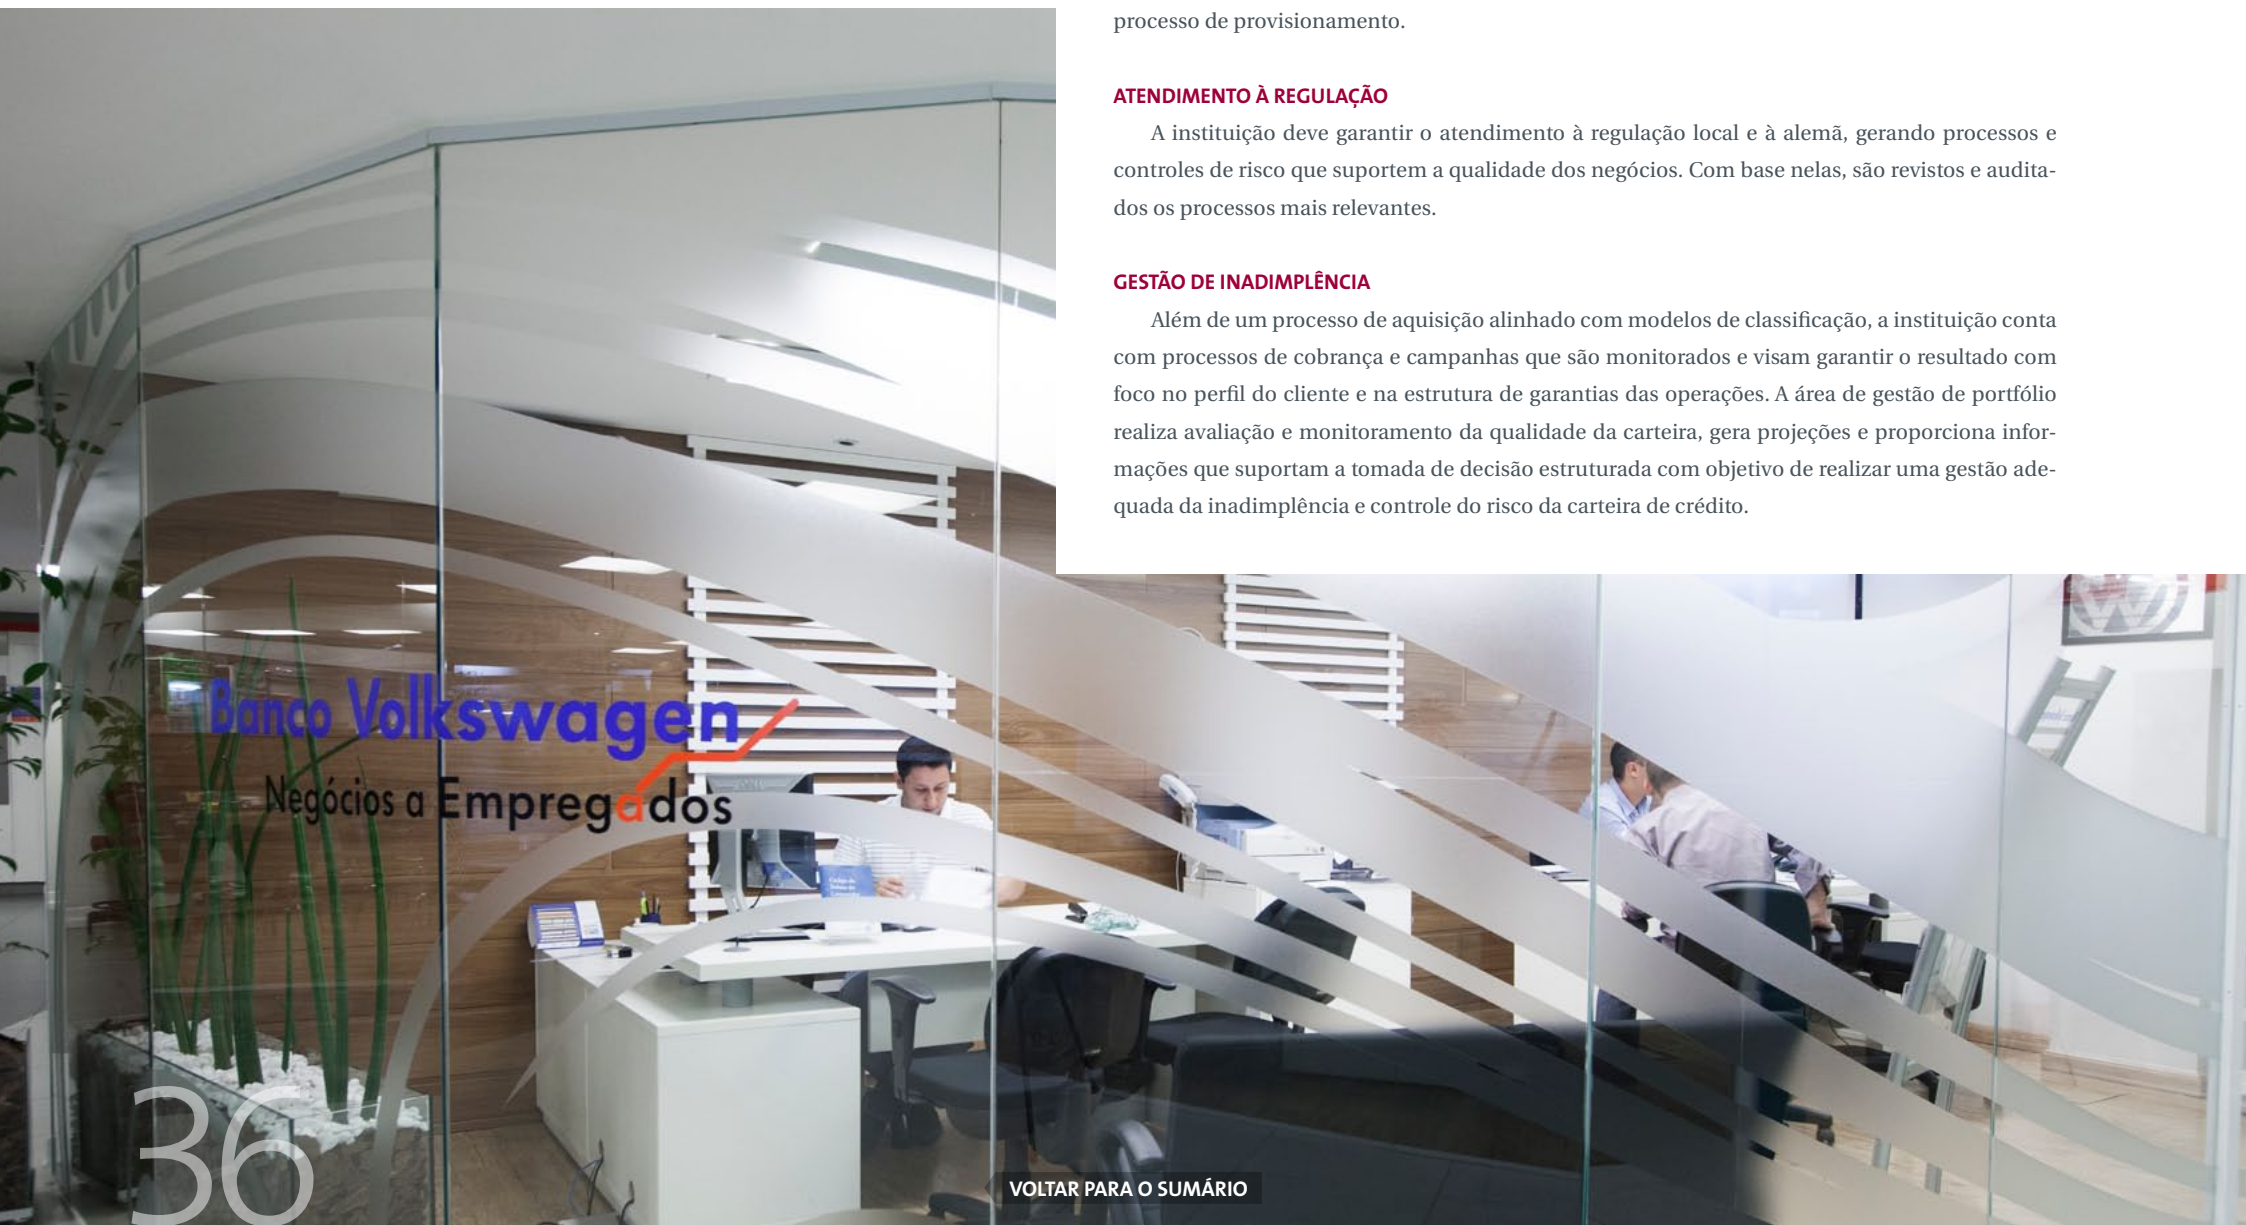 processo de provisionamento.
ATENDIMENTO À REGULAÇÃO
A instituição deve garantir o atendimento à regulação local e à alemã, gerando processos e
controles de risco que suportem a qualidade dos negócios. Com base nelas, são revistos e audita-
dos os processos mais relevantes.
GESTÃO DE INADIMPLÊNCIA
Além de um processo de aquisição alinhado com modelos de classificação, a instituição conta
com processos de cobrança e campanhas que são monitorados e visam garantir o resultado com
foco no perfil do cliente e na estrutura de garantias das operações. A área de gestão de portfólio
realiza avaliação e monitoramento da qualidade da carteira, gera projeções e proporciona infor-
mações que suportam a tomada de decisão estruturada com objetivo de realizar uma gestão ade-
quada da inadimplência e controle do risco da carteira de crédito.
Banco Volkswagen
Negócios a Empregados
36
VOLTAR PARA O SUMÁRIO